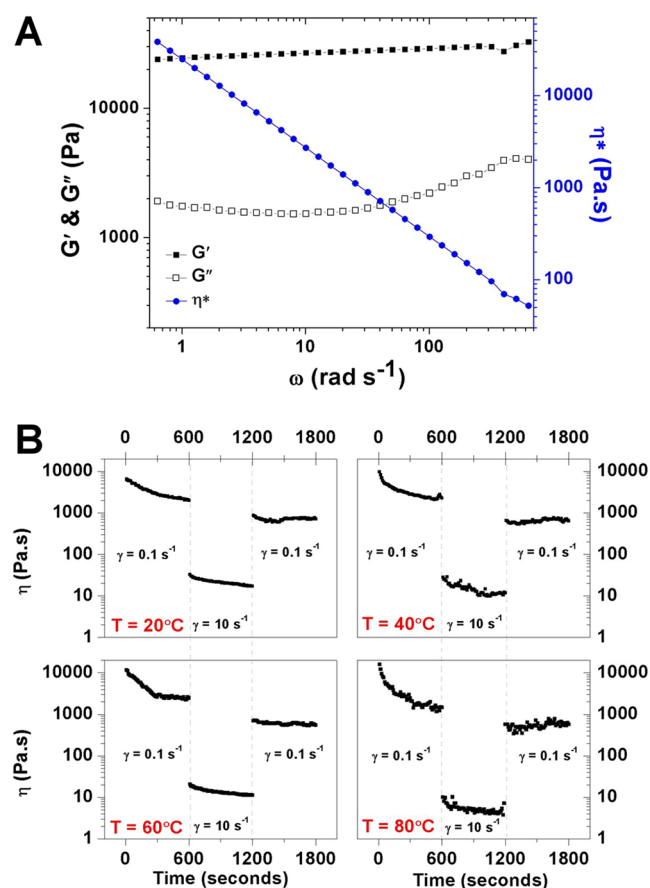 A
10000
1000
G′ & G″ (Pa)
G′
G″
η*
10000
1000
100
η* (Pa.s)
1 10 100
ω (rad s⁻¹)
B
0 600 1200 1800
0 600 1200 1800
10000
1000
100
10
1
η (Pa.s)
γ = 0.1 s⁻¹
γ = 0.1 s⁻¹
T = 20°C
γ = 10 s⁻¹
γ = 0.1 s⁻¹
γ = 0.1 s⁻¹
T = 40°C
γ = 10 s⁻¹
10000
1000
100
10
1
η (Pa.s)
10000
1000
100
10
1
η (Pa.s)
γ = 0.1 s⁻¹
γ = 0.1 s⁻¹
T = 60°C
γ = 10 s⁻¹
γ = 0.1 s⁻¹
γ = 0.1 s⁻¹
T = 80°C
γ = 10 s⁻¹
10000
1000
100
10
1
η (Pa.s)
0 600 1200 1800
0 600 1200 1800
Time (seconds)
Time (seconds)